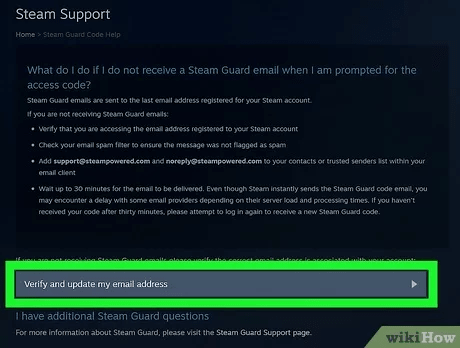 Steam Support
Home > Steam Guard Code Help
What do I do if I do not receive a Steam Guard email when I am prompted for the
access code?
Steam Guard emails are sent to the last email address registered for your Steam account.
If you are not receiving Steam Guard emails:
• Verify that you are accessing the email address registered to your Steam account
• Check your email spam filter to ensure the message was not flagged as spam
• Add support@steampowered.com and noreply@steampowered.com to your contacts or trusted senders list within your
email client
• Wait up to 30 minutes for the email to be delivered. Even though Steam instantly sends the Steam Guard code email, you
may encounter a delay with some email providers depending on their server load and processing times. if you haven't
received your code after thirty minutes, please attempt to log in again to receive a new Steam Guard code.
If you are not receiving Steam Guard emails please verify the correct email address is associated with your account:
Verify and update my email address
I have additional Steam Guard questions
For more information about Steam Guard, please visit the Steam Guard Support page.
wikiHow